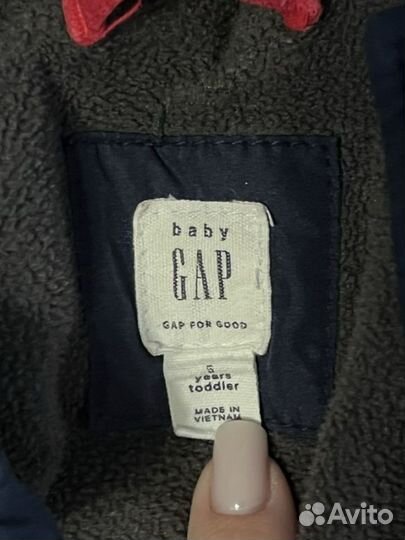 baby
GAP
GAP FOR GOOD
5
years
toddler
MADE IN
VIETNAM
Avito